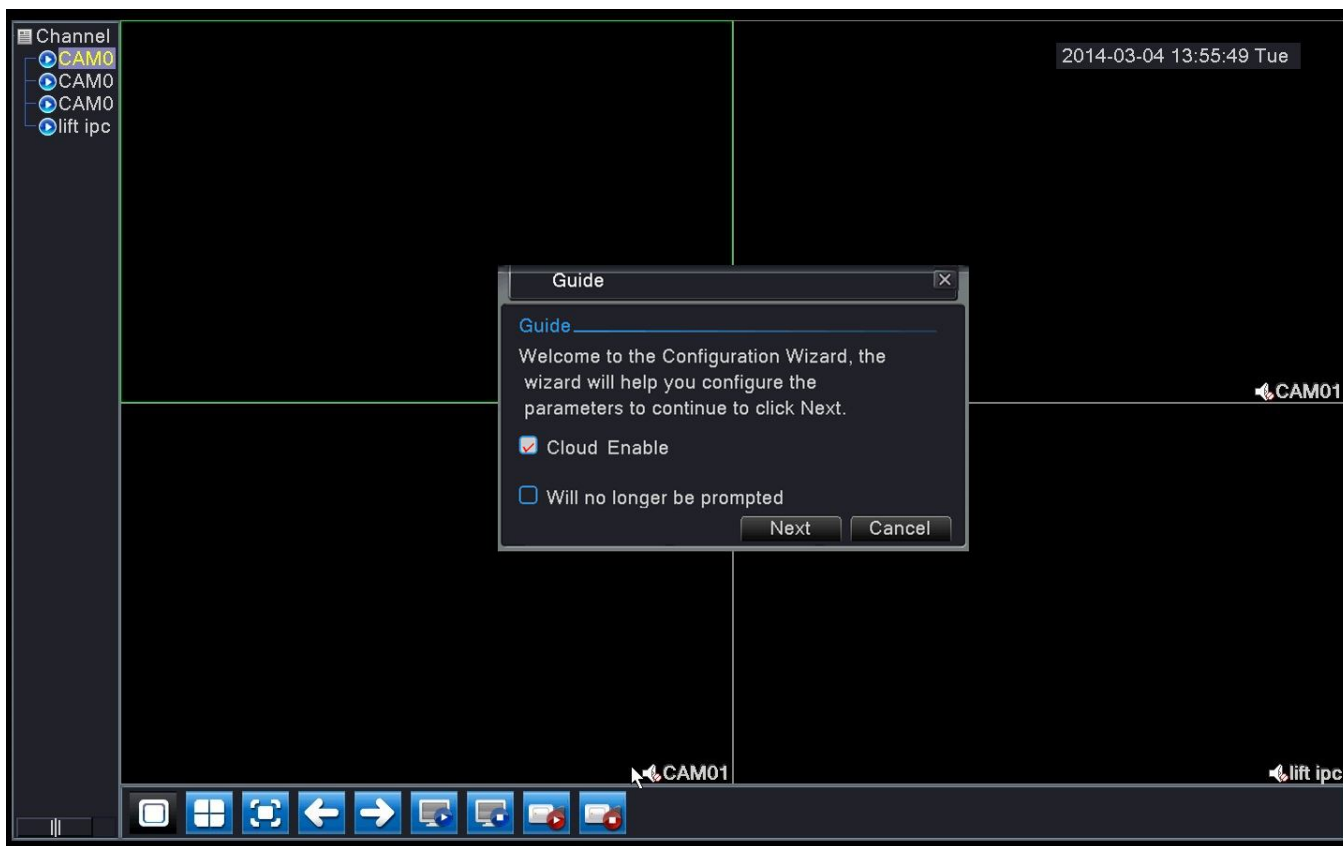 Channel
CAM0
CAM0
CAM0
lift ipc
2014-03-04 13:55:49 Tue
CAM01
Guide
Guide
Welcome to the Configuration Wizard, the
wizard will help you configure the
parameters to continue to click Next.
Cloud Enable
Will no longer be prompted
Next
Cancel
CAM01
lift ipc